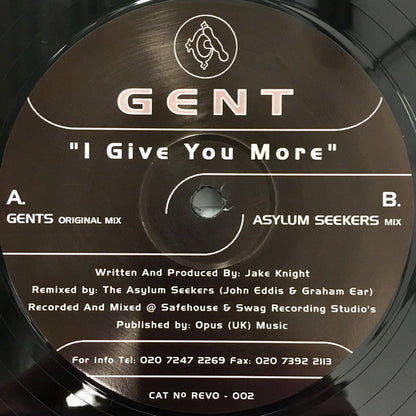 GENT
"I Give You More"
A.
GENTS ORIGINAL MIX
B.
ASYLUM SEEKERS MIX
Written And Produced By: Jake Knight
Remixed by: The Asylum Seekers (John Eddis & Graham Ear)
Recorded And Mixed @ Safehouse & Swag Recording Studio's
Published by: Opus (UK) Music
For Info Tel: 020 7247 2269 Fax: 020 7392 2113
CAT Nº REVO - 002